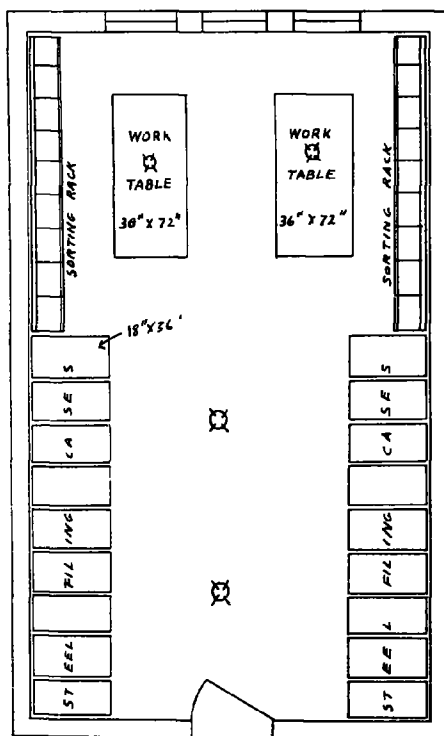 WORK
TABLE
30" X 72"
WORK
TABLE
36" X 72"
SORTING RACK
SORTING RACK
18" X 36'
ST EEL FIL ING CA SE S
ST EE L FIL ING CA SE S